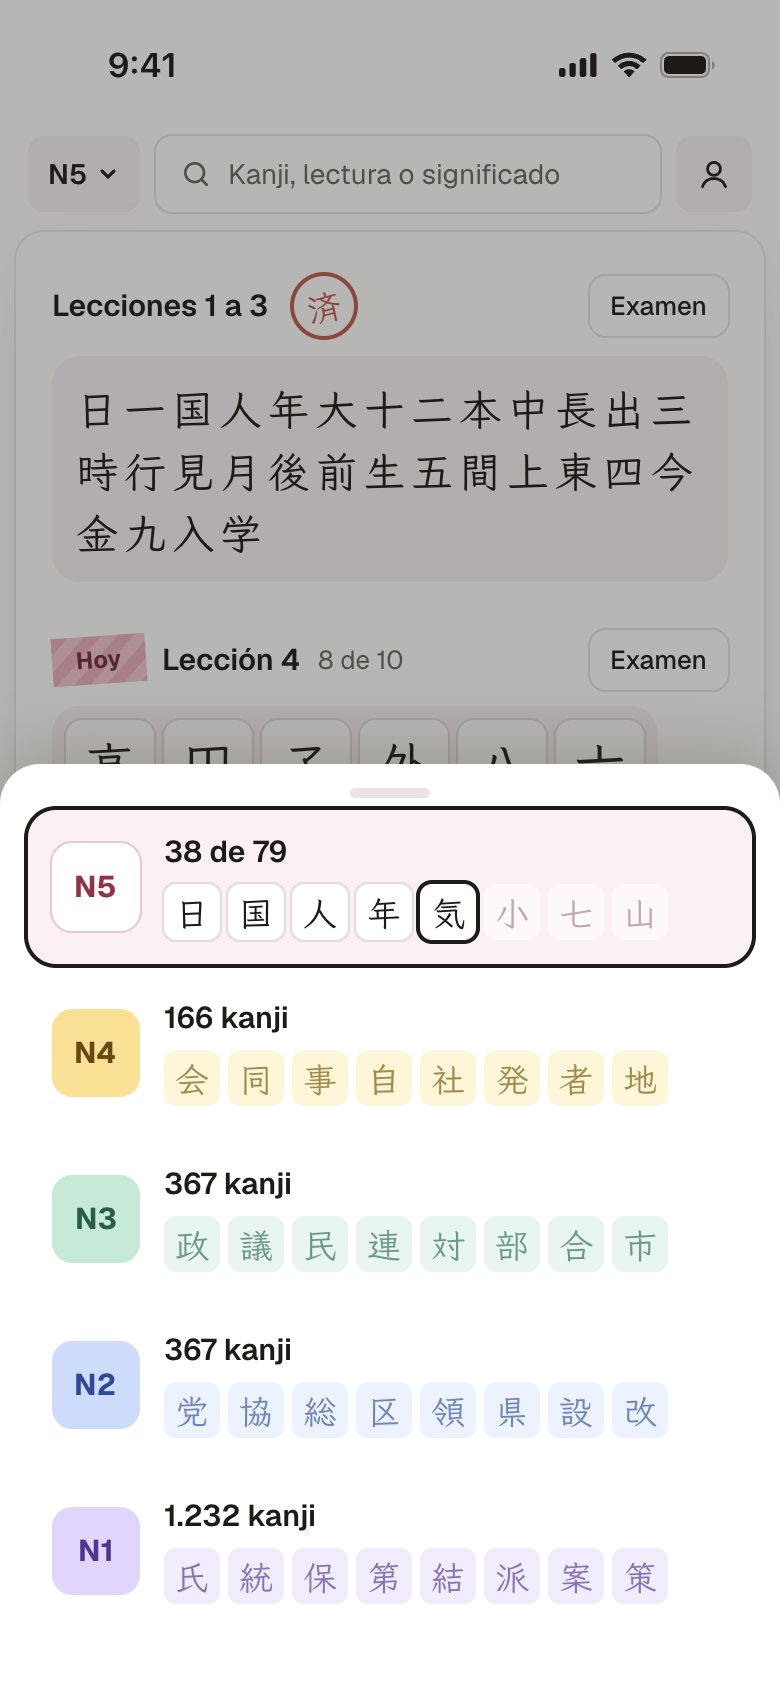 9:41
N5
Kanji, lectura o significado
Lecciones 1 a 3
済
Examen
日一国人年大十二本中長出三
時行見月後前生五間上東四今
金九入学
Hoy
Lección 4
8 de 10
Examen
N5
38 de 79
日国人年気小七山
N4
166 kanji
会同事自社発者地
N3
367 kanji
政議民連対部合市
N2
367 kanji
党協総区領県設改
N1
1.232 kanji
氏統保第結派案策